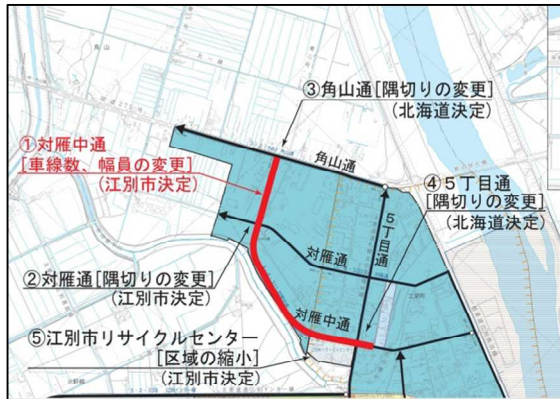 ③角山通[隅切りの変更]
(北海道決定)
①対雁中通
[車線数、幅員の変更]
(江別市決定)
角山通
④5丁目通
[隅切りの変更]
(北海道決定)
5丁目通
対雁通
②対雁通[隅切りの変更]
(江別市決定)
対雁中通
⑤江別市リサイクルセンター
[区域の縮小]
(江別市決定)